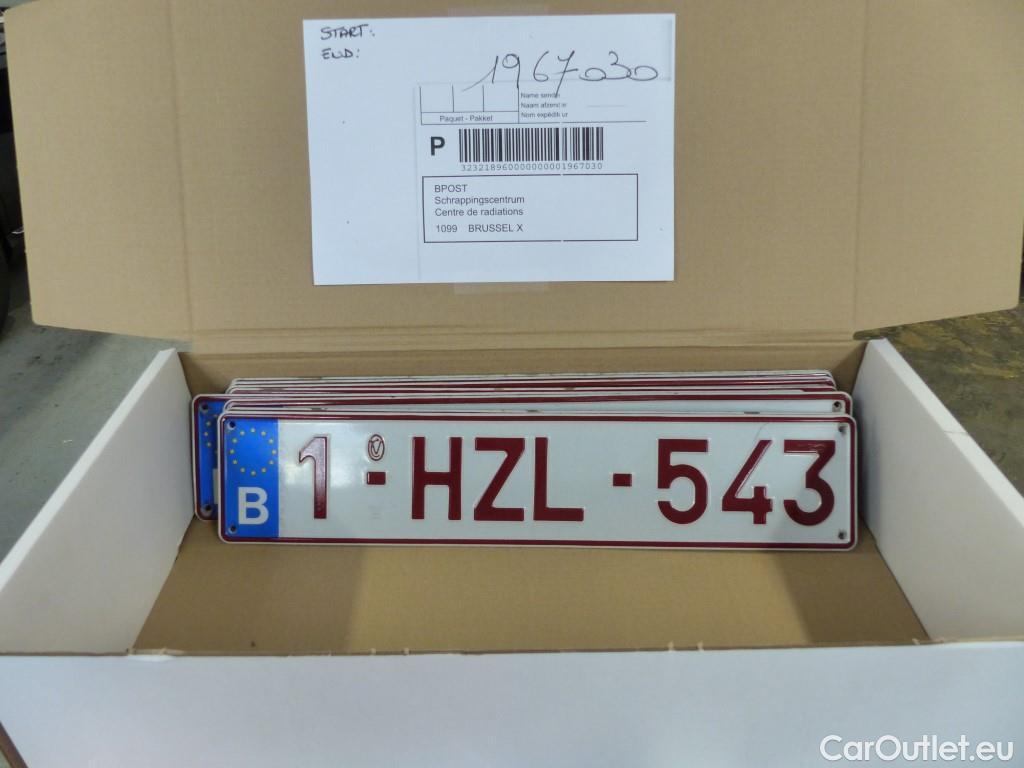 START:
END:
1967030
Name sender
Naam afzender
Paquet - Pakket
Nom expéditeur
P
323218960000000001967030
BPOST
Schrappingscentrum
Centre de radiations
1099 BRUSSEL X
B 1-HZL-543
CarOutlet.eu